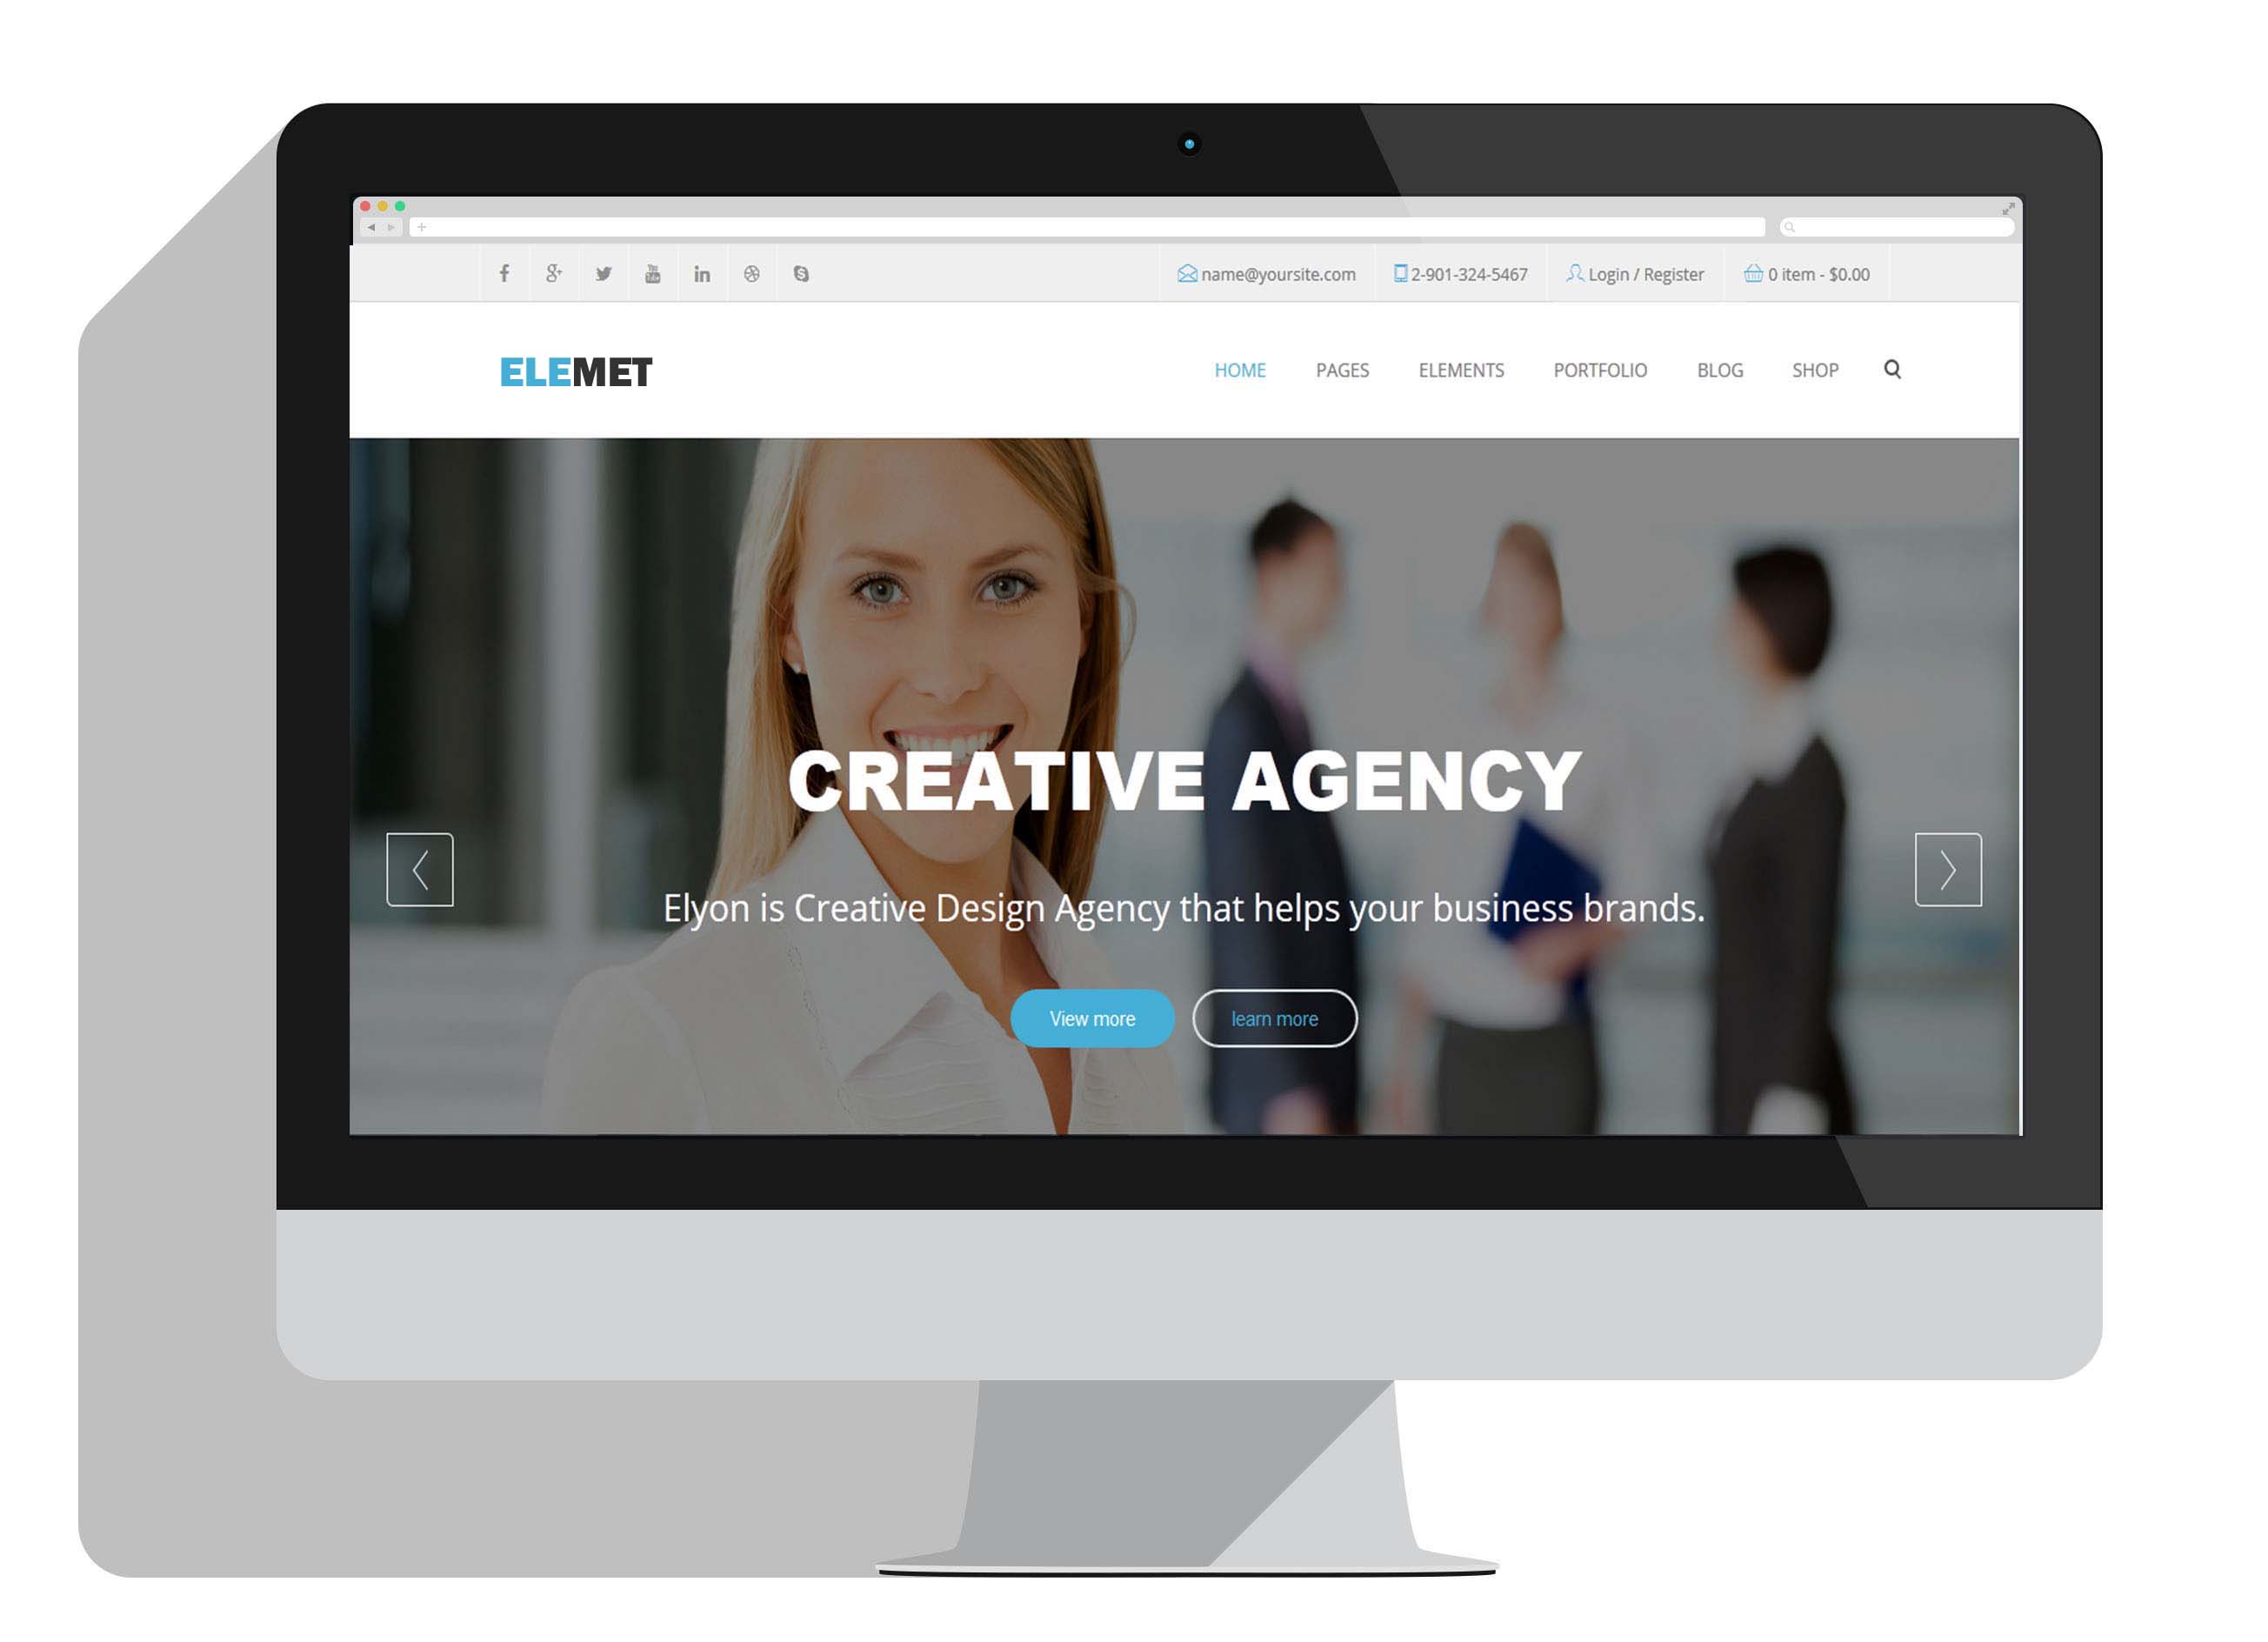 name@yoursite.com 2-901-324-5467 Login / Register 0 item - $0.00
ELEMET
HOME PAGES ELEMENTS PORTFOLIO BLOG SHOP
CREATIVE AGENCY
Elyon is Creative Design Agency that helps your business brands.
View more learn more